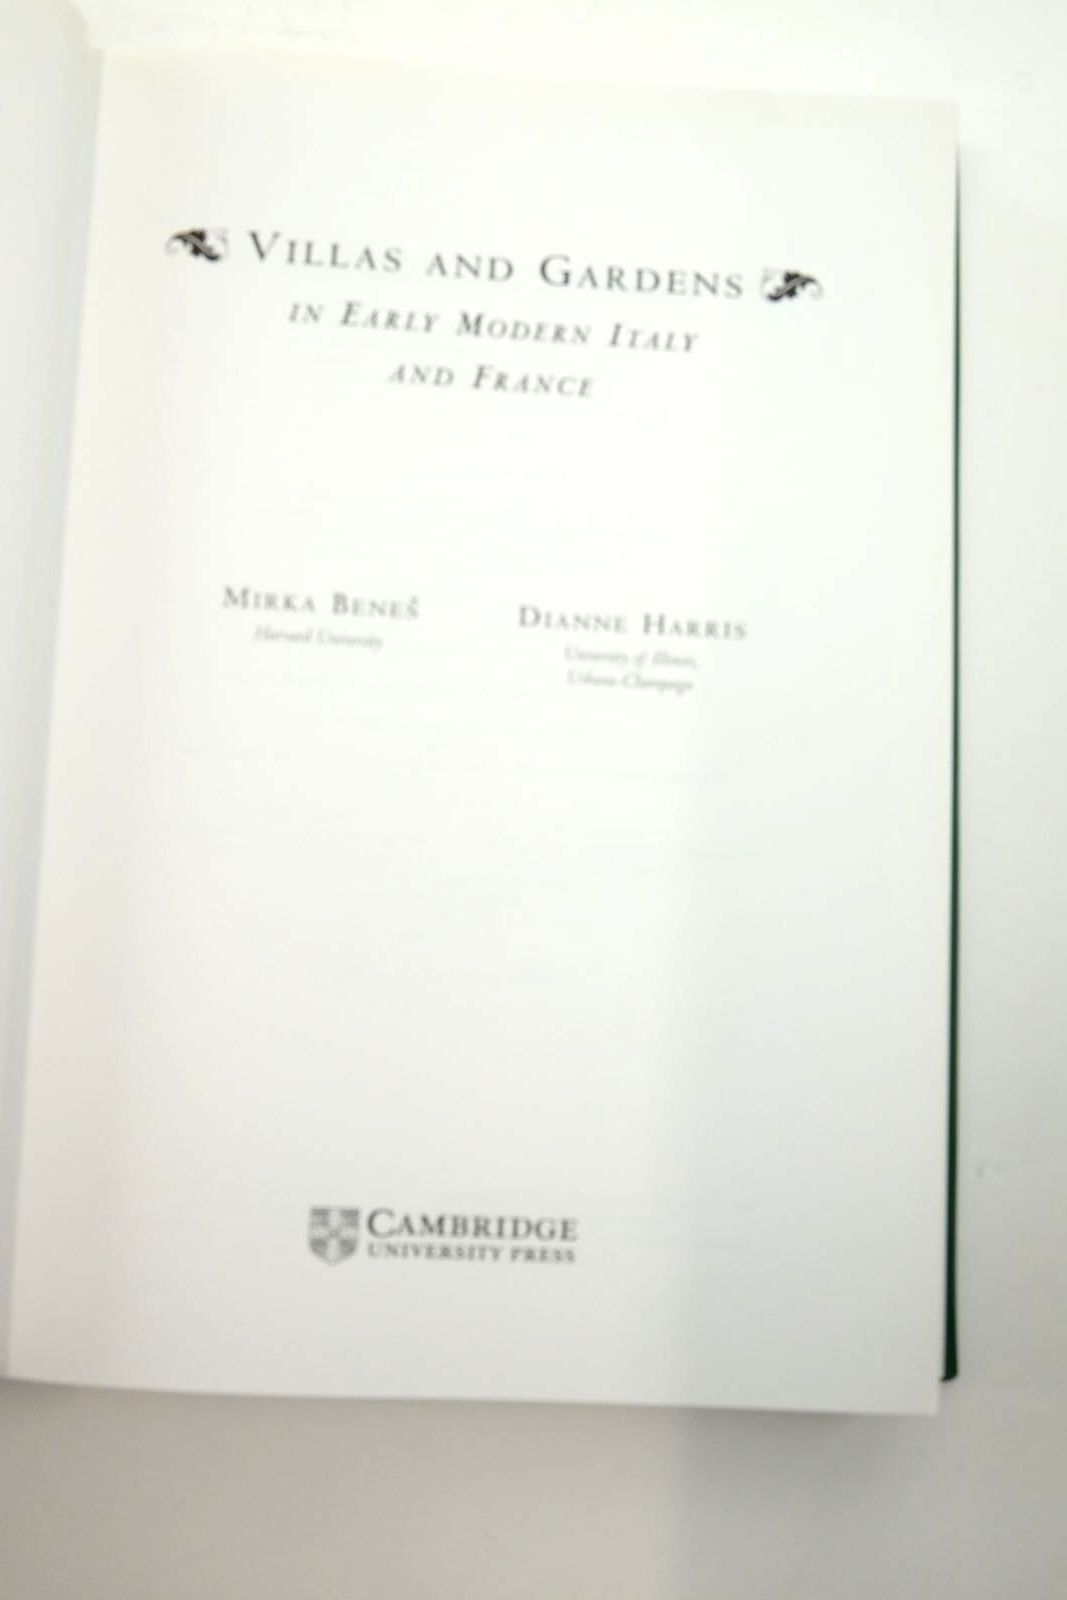 VILLAS AND GARDENS
IN EARLY MODERN ITALY
AND FRANCE
MIRKA BENEŠ
Harvard University
DIANNE HARRIS
University of Illinois,
Urbana-Champaign
CAMBRIDGE
UNIVERSITY PRESS